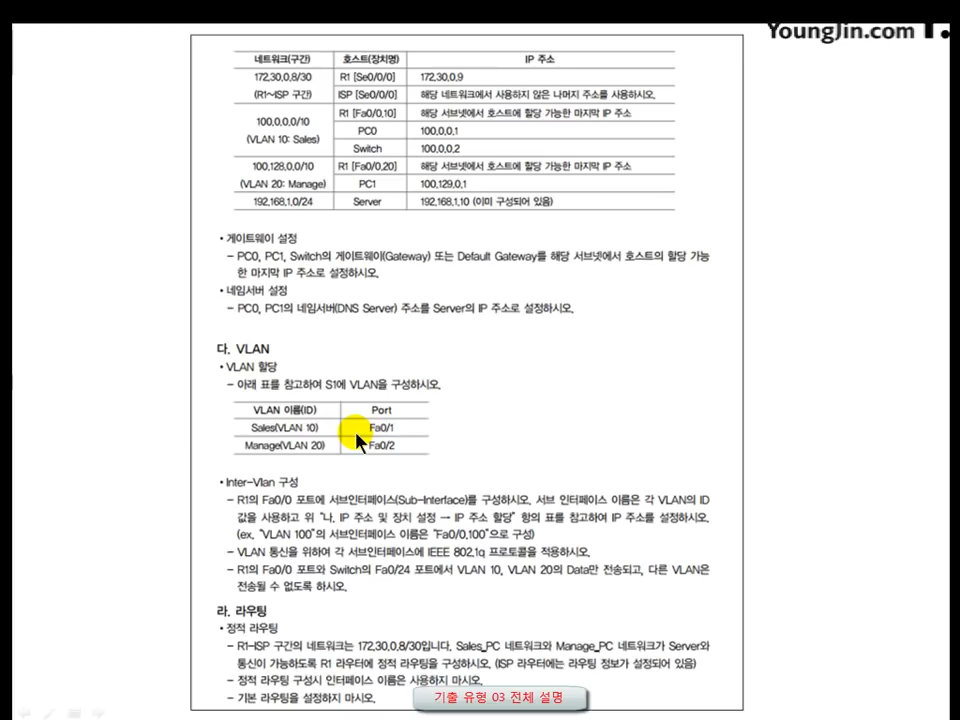 YoungJin.com
네트워크(구간) 호스트(장치명) IP 주소
172.30.0.8/30 R1 [Se0/0/0] 172.30.0.9
(R1~ISP 구간) ISP [Se0/0/0] 해당 네트워크에서 사용하지 않은 나머지 주소를 사용하시오.
100.0.0.0/10 R1 [Fa0/0.10] 해당 서브넷에서 호스트에 할당 가능한 마지막 IP 주소
(VLAN 10: Sales) PC0 100.0.0.1
Switch 100.0.0.2
100.128.0.0/10 R1 [Fa0/0.20] 해당 서브넷에서 호스트에 할당 가능한 마지막 IP 주소
(VLAN 20: Manage) PC1 100.129.0.1
192.168.1.0/24 Server 192.168.1.10 (이미 구성되어 있음)
• 게이트웨이 설정
– PC0, PC1, Switch의 게이트웨이(Gateway) 또는 Default Gateway를 해당 서브넷에서 호스트의 할당 가능
한 마지막 IP 주소로 설정하시오.
• 네임서버 설정
– PC0, PC1의 네임서버(DNS Server) 주소를 Server의 IP 주소로 설정하시오.
다. VLAN
• VLAN 할당
– 아래 표를 참고하여 S1에 VLAN을 구성하시오.
VLAN 이름(ID) Port
Sales(VLAN 10) Fa0/1
Manage(VLAN 20) Fa0/2
• Inter-Vlan 구성
– R1의 Fa0/0 포트에 서브인터페이스(Sub-Interface)를 구성하시오. 서브 인터페이스 이름은 각 VLAN의 ID
값을 사용하고 위 "나. IP 주소 및 장치 설정 → IP 주소 할당" 항의 표를 참고하여 IP 주소를 설정하시오.
(ex. "VLAN 100"의 서브인터페이스 이름은 "Fa0/0.100"으로 구성)
– VLAN 통신을 위하여 각 서브인터페이스에 IEEE 802.1q 프로토콜을 적용하시오.
– R1의 Fa0/0 포트와 Switch의 Fa0/24 포트에서 VLAN 10, VLAN 20의 Data만 전송되고, 다른 VLAN은
전송될 수 없도록 하시오.
라. 라우팅
• 정적 라우팅
– R1-ISP 구간의 네트워크는 172.30.0.8/30입니다. Sales_PC 네트워크와 Manage_PC 네트워크가 Server와
통신이 가능하도록 R1 라우터에 정적 라우팅을 구성하시오. (ISP 라우터에는 라우팅 정보가 설정되어 있음)
– 정적 라우팅 구성시 인터페이스 이름은 사용하지 마시오.
– 기본 라우팅을 설정하지 마시오.
기출 유형 03 전체 설명